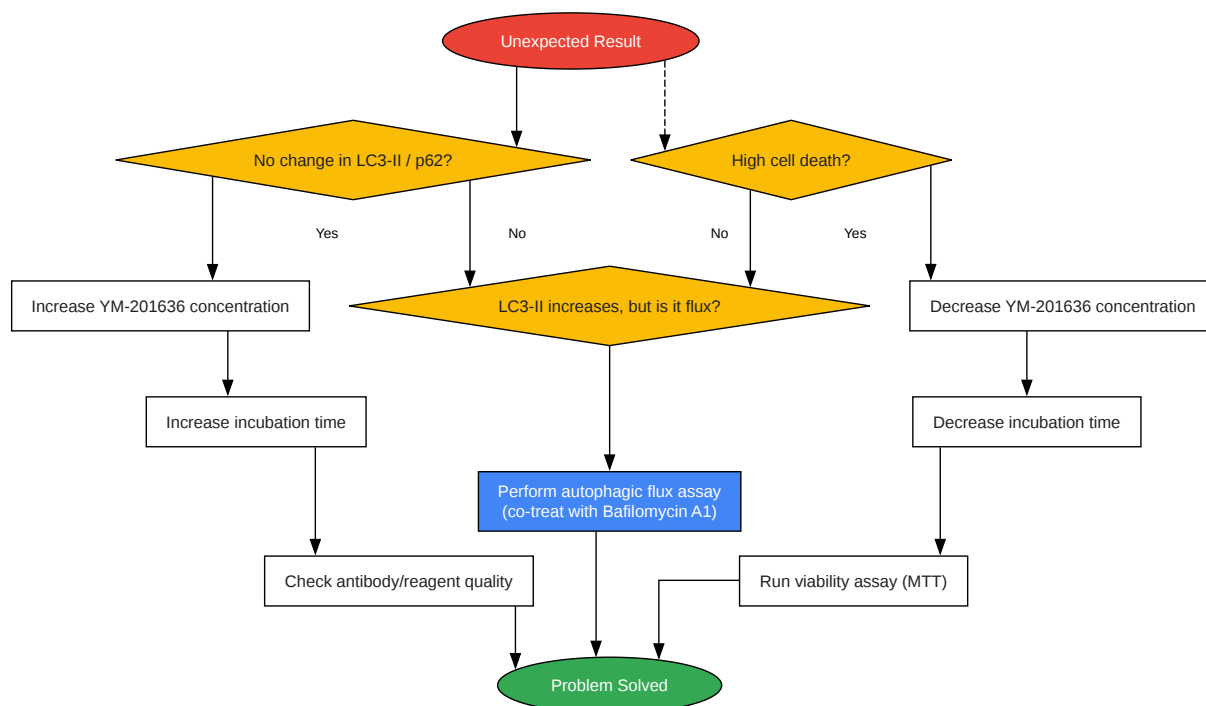 Unexpected Result
No change in LC3-II / p62?
High cell death?
Yes
No
No
Yes
Increase YM-201636 concentration
LC3-II increases, but is it flux?
Decrease YM-201636 concentration
Increase incubation time
Decrease incubation time
Perform autophagic flux assay
(co-treat with Bafilomycin A1)
Check antibody/reagent quality
Run viability assay (MTT)
Problem Solved